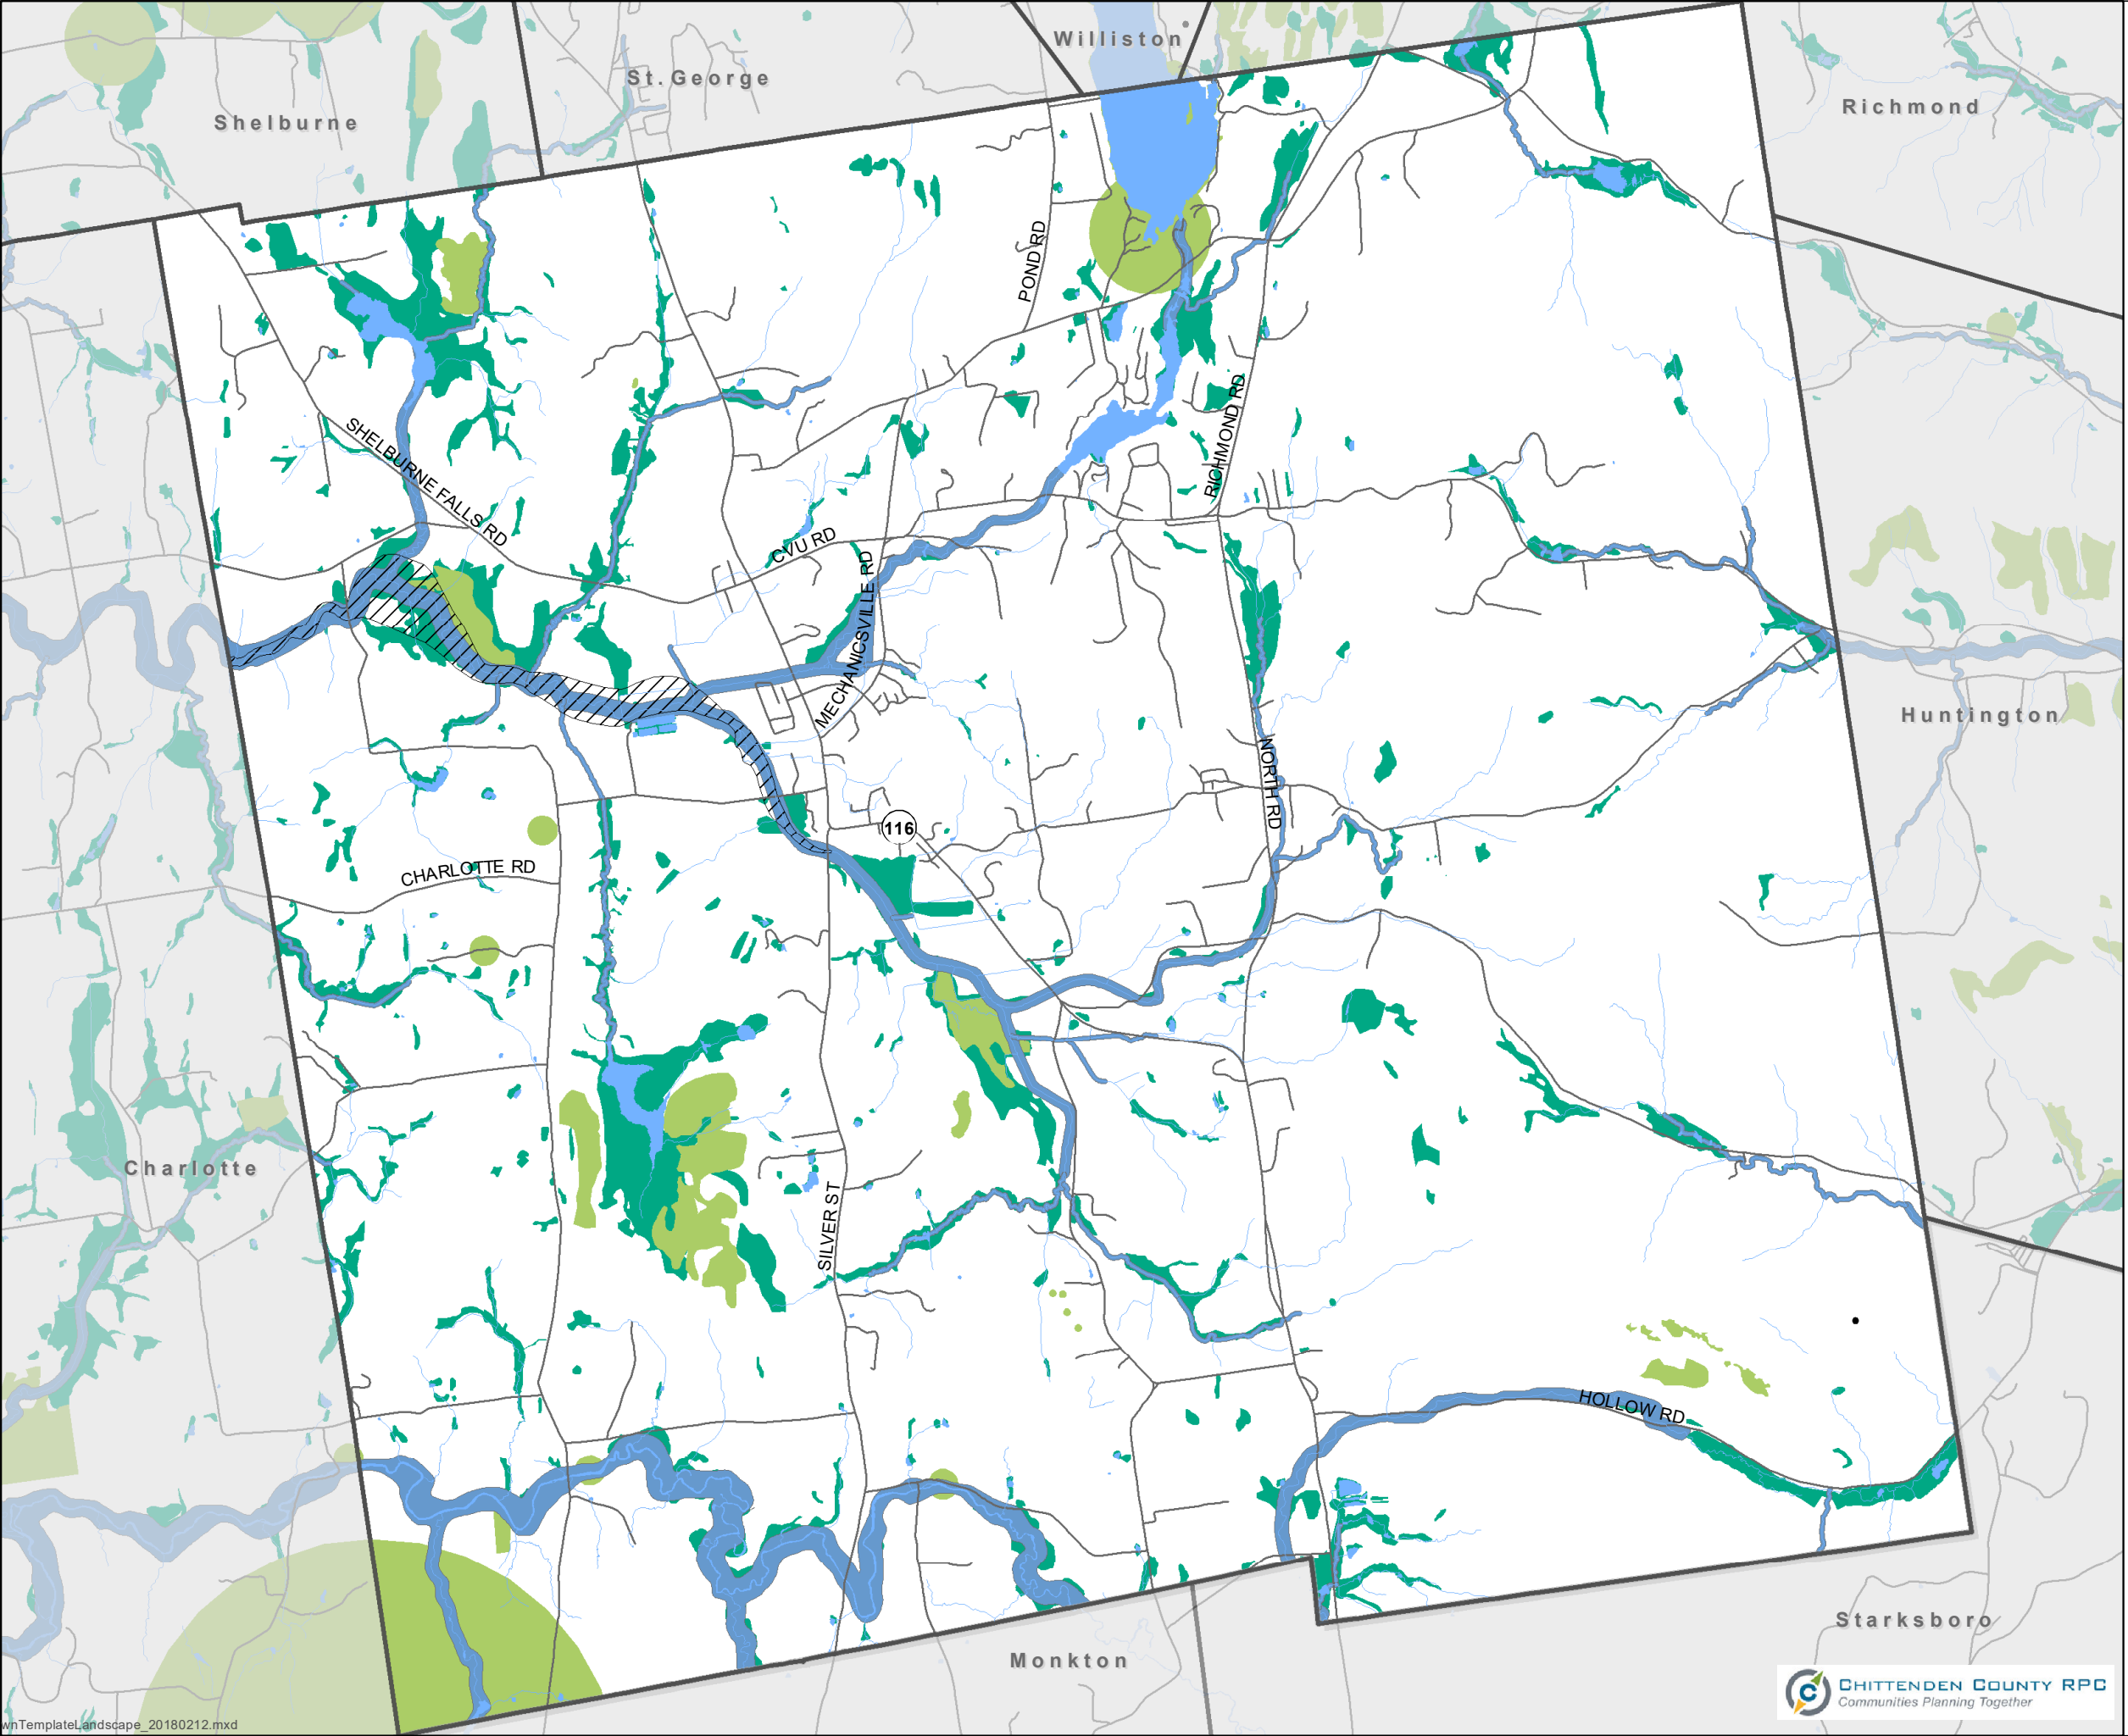 Williston
St.George
Shelburne
Richmond
POND RD
RICHMOND RD
SHELBURNE FALLS RD
CVU RD
MECHANICSVILLE RD
Huntington
NORTH RD
116
CHARLOTTE RD
Charlotte
SILVER ST
HOLLOW RD
Starksboro
Monkton
CHITTENDEN COUNTY RPC
Communities Planning Together
wnTemplateLandscape_20180212.mxd